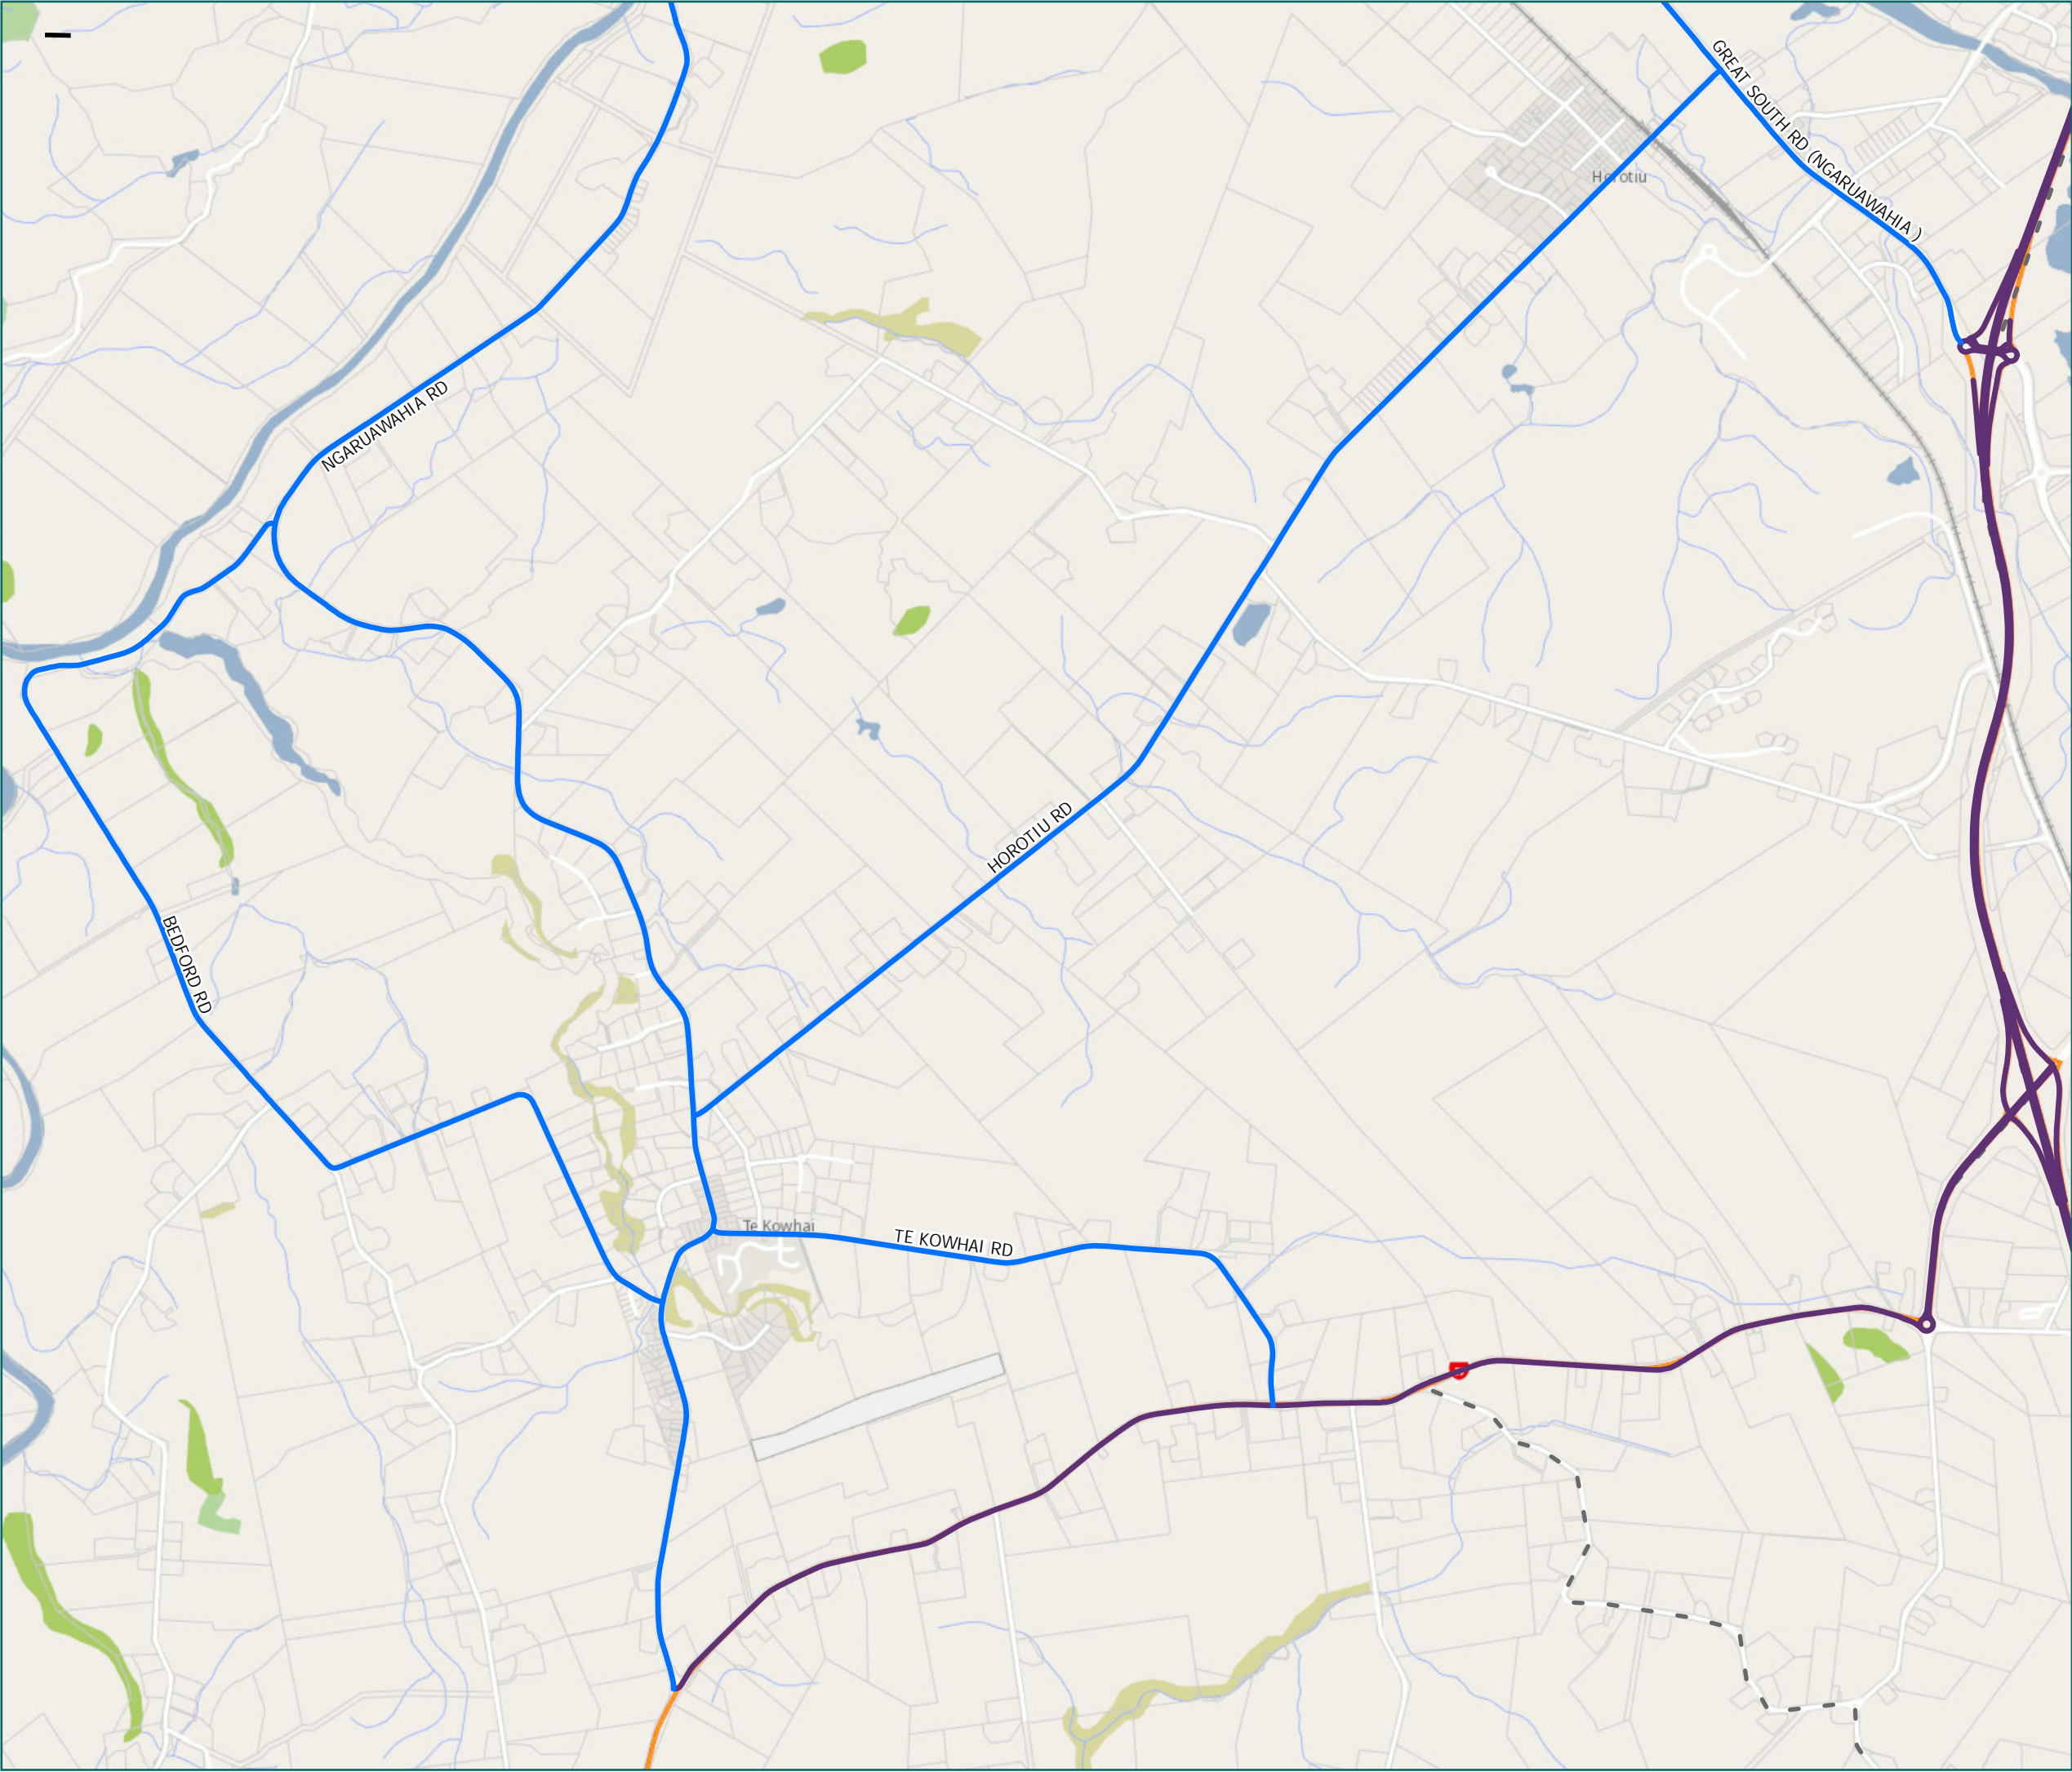 GREAT SOUTH RD (NGARUAWAHIA )
Horotiu
NGARUAWAHIA RD
HOROTIU RD
BEDFORD RD
Te Kowhai
TE KOWHAI RD